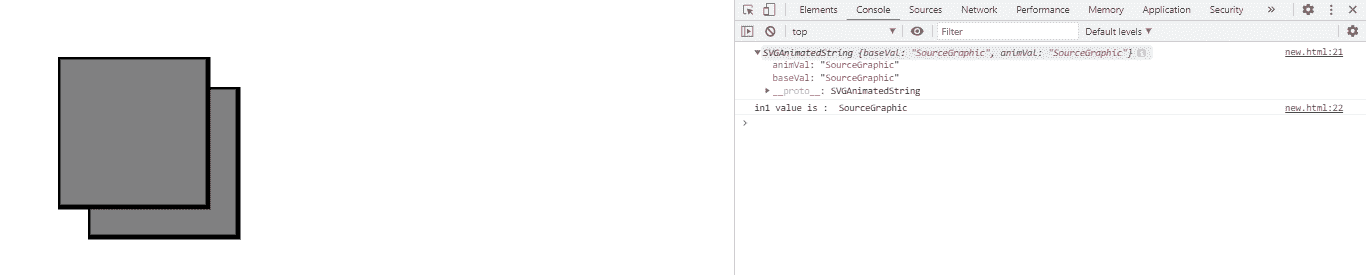 Elements Console Sources Network Performance Memory Application Security »
top Filter Default levels
SVGAnimatedString {baseVal: "SourceGraphic", animVal: "SourceGraphic"} new.html:21
animVal: "SourceGraphic"
baseVal: "SourceGraphic"
__proto__: SVGAnimatedString
in1 value is : SourceGraphic new.html:22